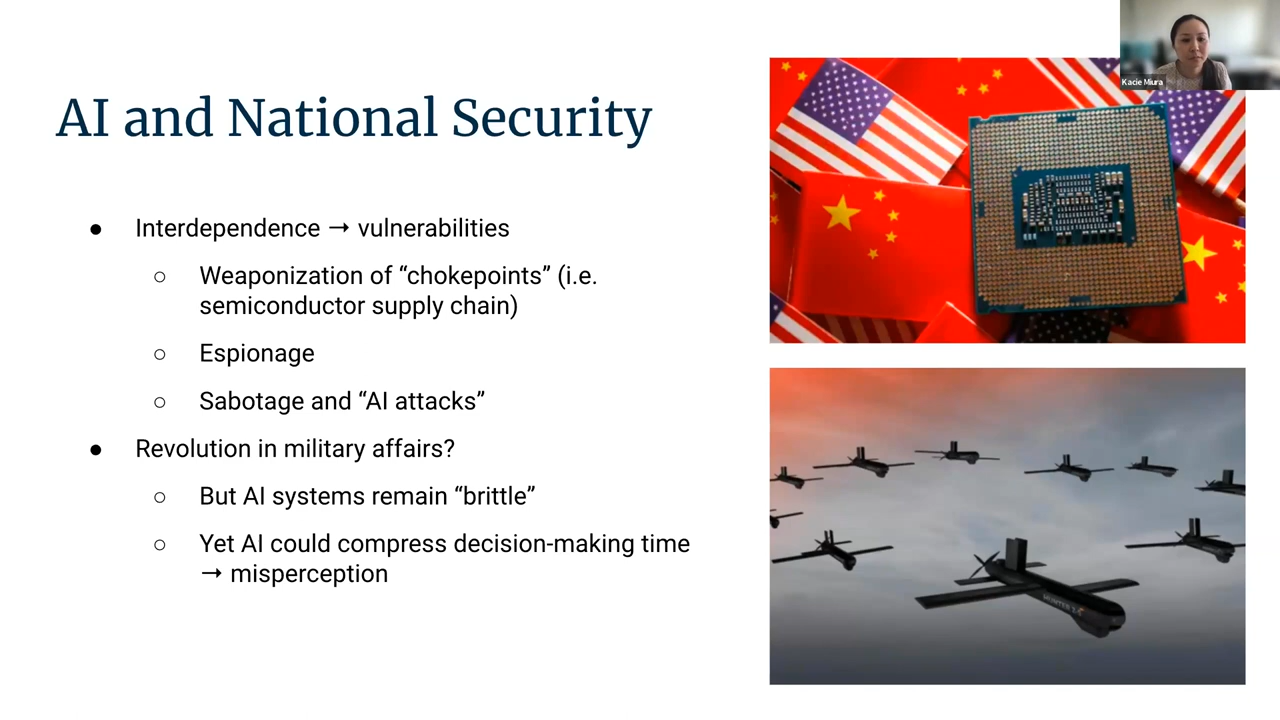 Kacie Miura
AI and National Security
● Interdependence → vulnerabilities
○ Weaponization of “chokepoints” (i.e.
semiconductor supply chain)
○ Espionage
○ Sabotage and “AI attacks”
● Revolution in military affairs?
○ But AI systems remain “brittle”
○ Yet AI could compress decision-making time
→ misperception